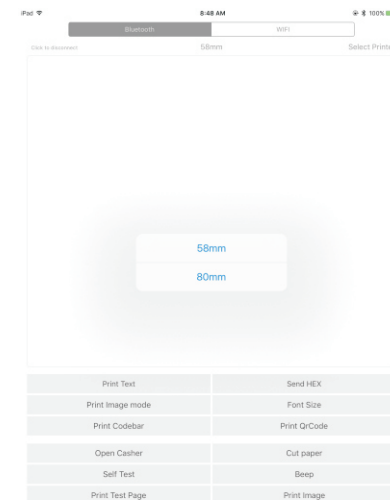 iPad 8:48 AM 100%
Bluetooth WIFI
Click to disconnect 58mm Select Printe
58mm
80mm
Print Text Send HEX
Print Image mode Font Size
Print Codebar Print QrCode
Open Casher Cut paper
Self Test Beep
Print Test Page Print Image